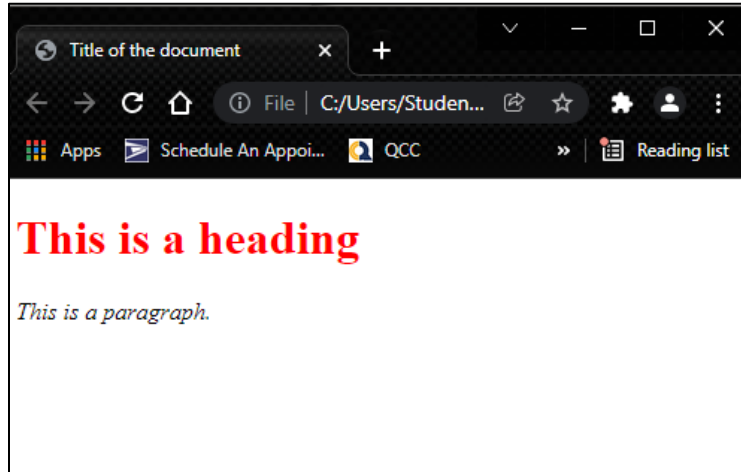 Title of the document
File | C:/Users/Studen...
Apps Schedule An Appoi... QCC » Reading list
This is a heading
This is a paragraph.